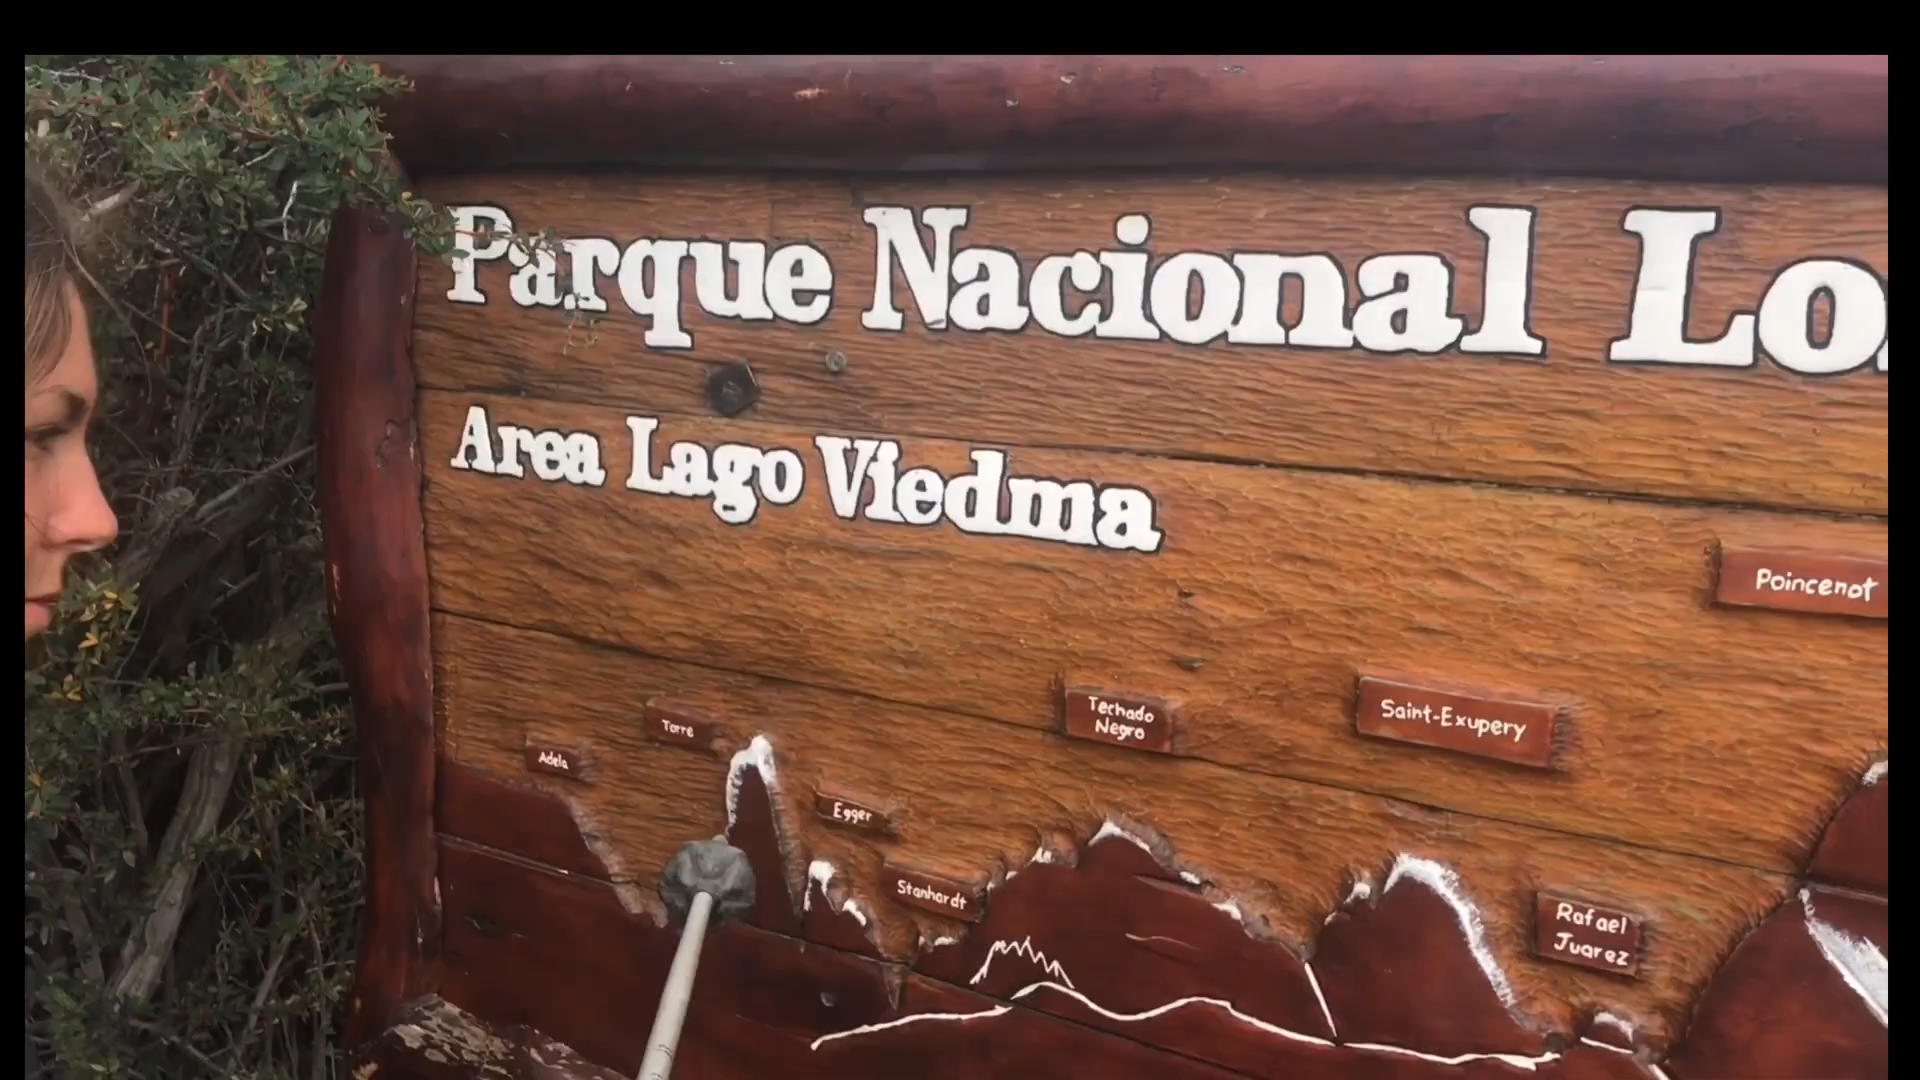 Parque Nacional Lo
Area Lago Viedma
Poincenot
Adela
Torre
Egger
Stanhardt
Techado
Negro
Saint-Exupery
Rafael
Juarez